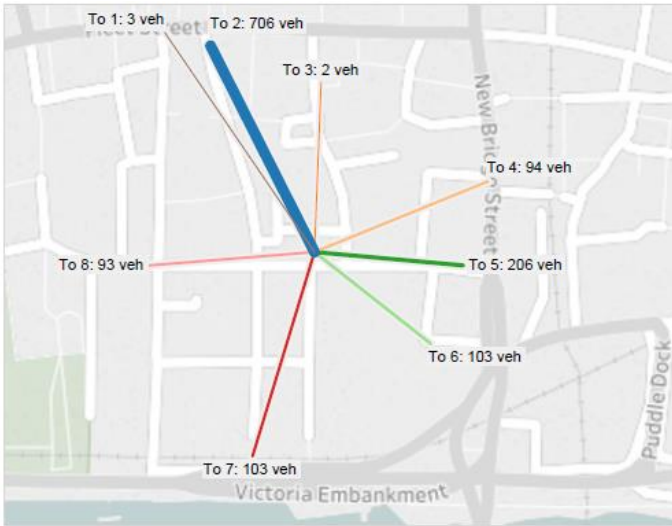 To 1: 3 veh
To 2: 706 veh
Fleet Street
To 3: 2 veh
New Bridge Street
To 4: 94 veh
To 8: 93 veh
To 5: 206 veh
To 6: 103 veh
Puddle Dock
To 7: 103 veh
Victoria Embankment